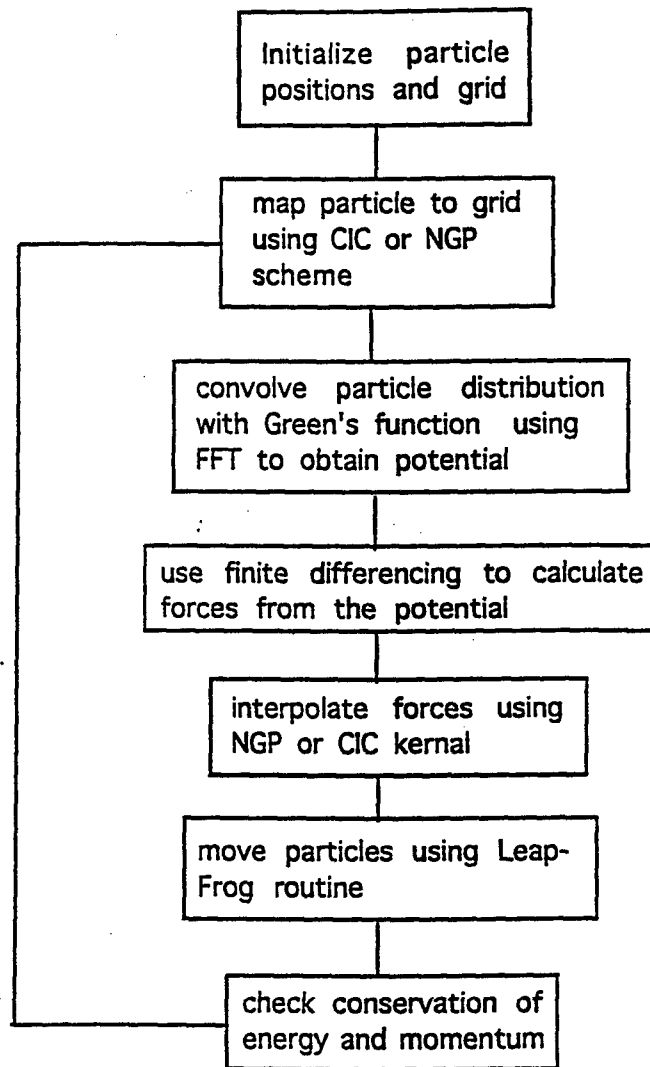 Initialize particle
positions and grid
map particle to grid
using CIC or NGP
scheme
convolve particle distribution
with Green's function using
FFT to obtain potential
use finite differencing to calculate
forces from the potential
interpolate forces using
NGP or CIC kernal
move particles using Leap-
Frog routine
check conservation of
energy and momentum